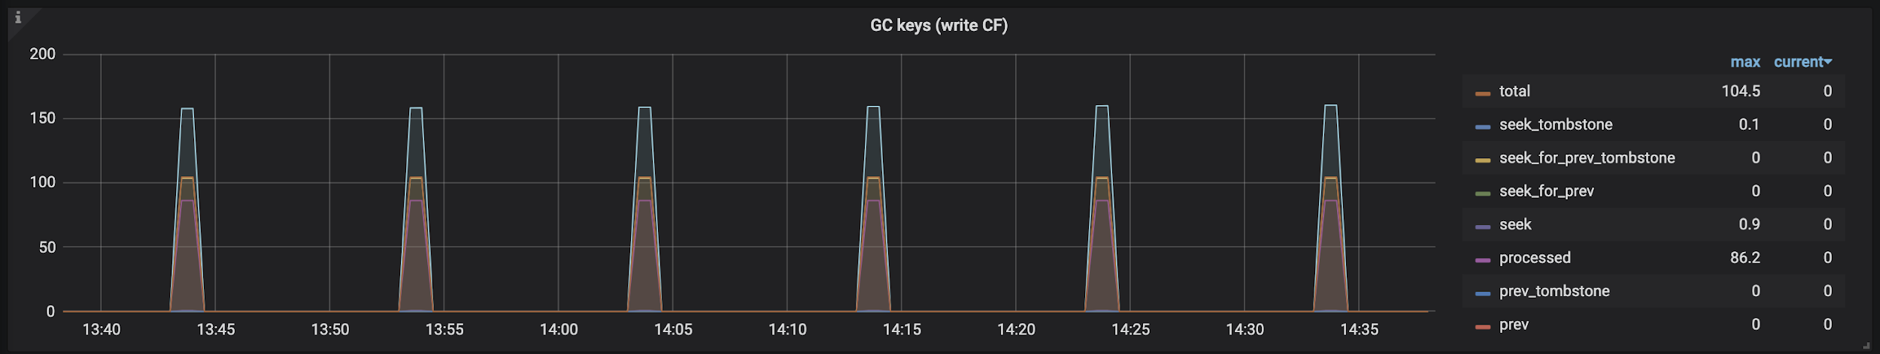 i
GC keys (write CF)
200
150
100
50
0
13:40 13:45 13:50 13:55 14:00 14:05 14:10 14:15 14:20 14:25 14:30 14:35
max current
total 104.5 0
seek_tombstone 0.1 0
seek_for_prev_tombstone 0 0
seek_for_prev 0 0
seek 0.9 0
processed 86.2 0
prev_tombstone 0 0
prev 0 0